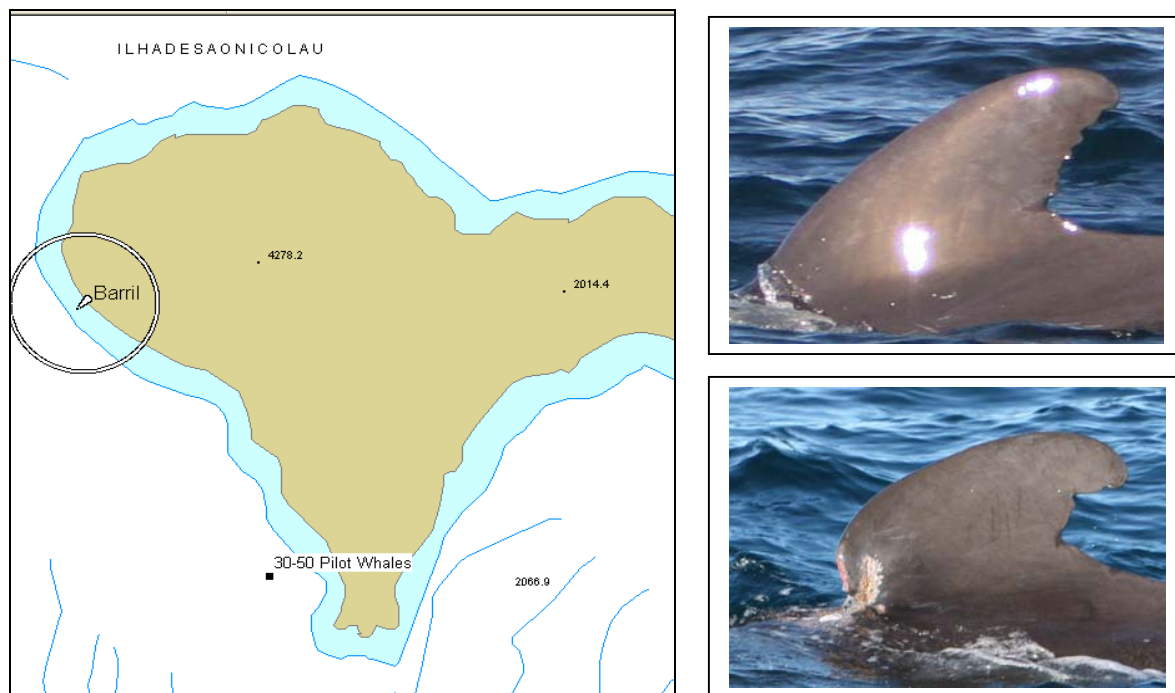 ILHADESAONICOLAU
4278.2
Barril
2014.4
30-50 Pilot Whales
2066.9